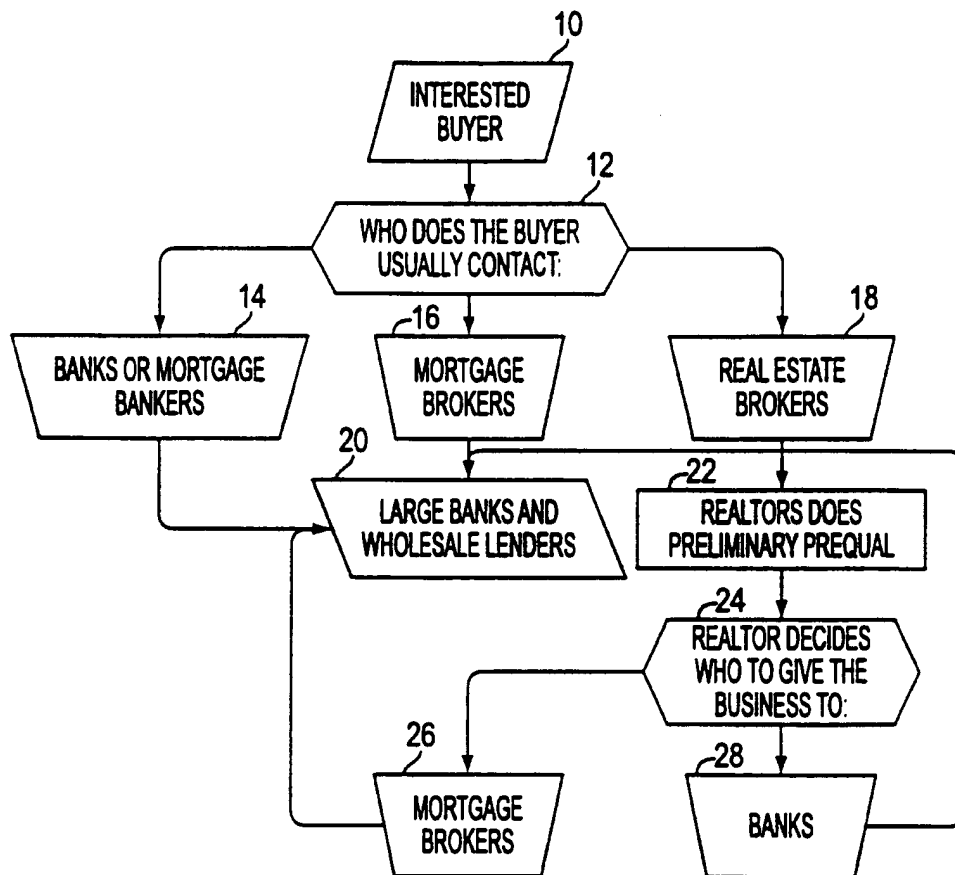 10
INTERESTED
BUYER
12
WHO DOES THE BUYER
USUALLY CONTACT:
14
BANKS OR MORTGAGE
BANKERS
16
MORTGAGE
BROKERS
18
REAL ESTATE
BROKERS
20
LARGE BANKS AND
WHOLESALE LENDERS
22
REALTORS DOES
PRELIMINARY PREQUAL
24
REALTOR DECIDES
WHO TO GIVE THE
BUSINESS TO:
26
MORTGAGE
BROKERS
28
BANKS